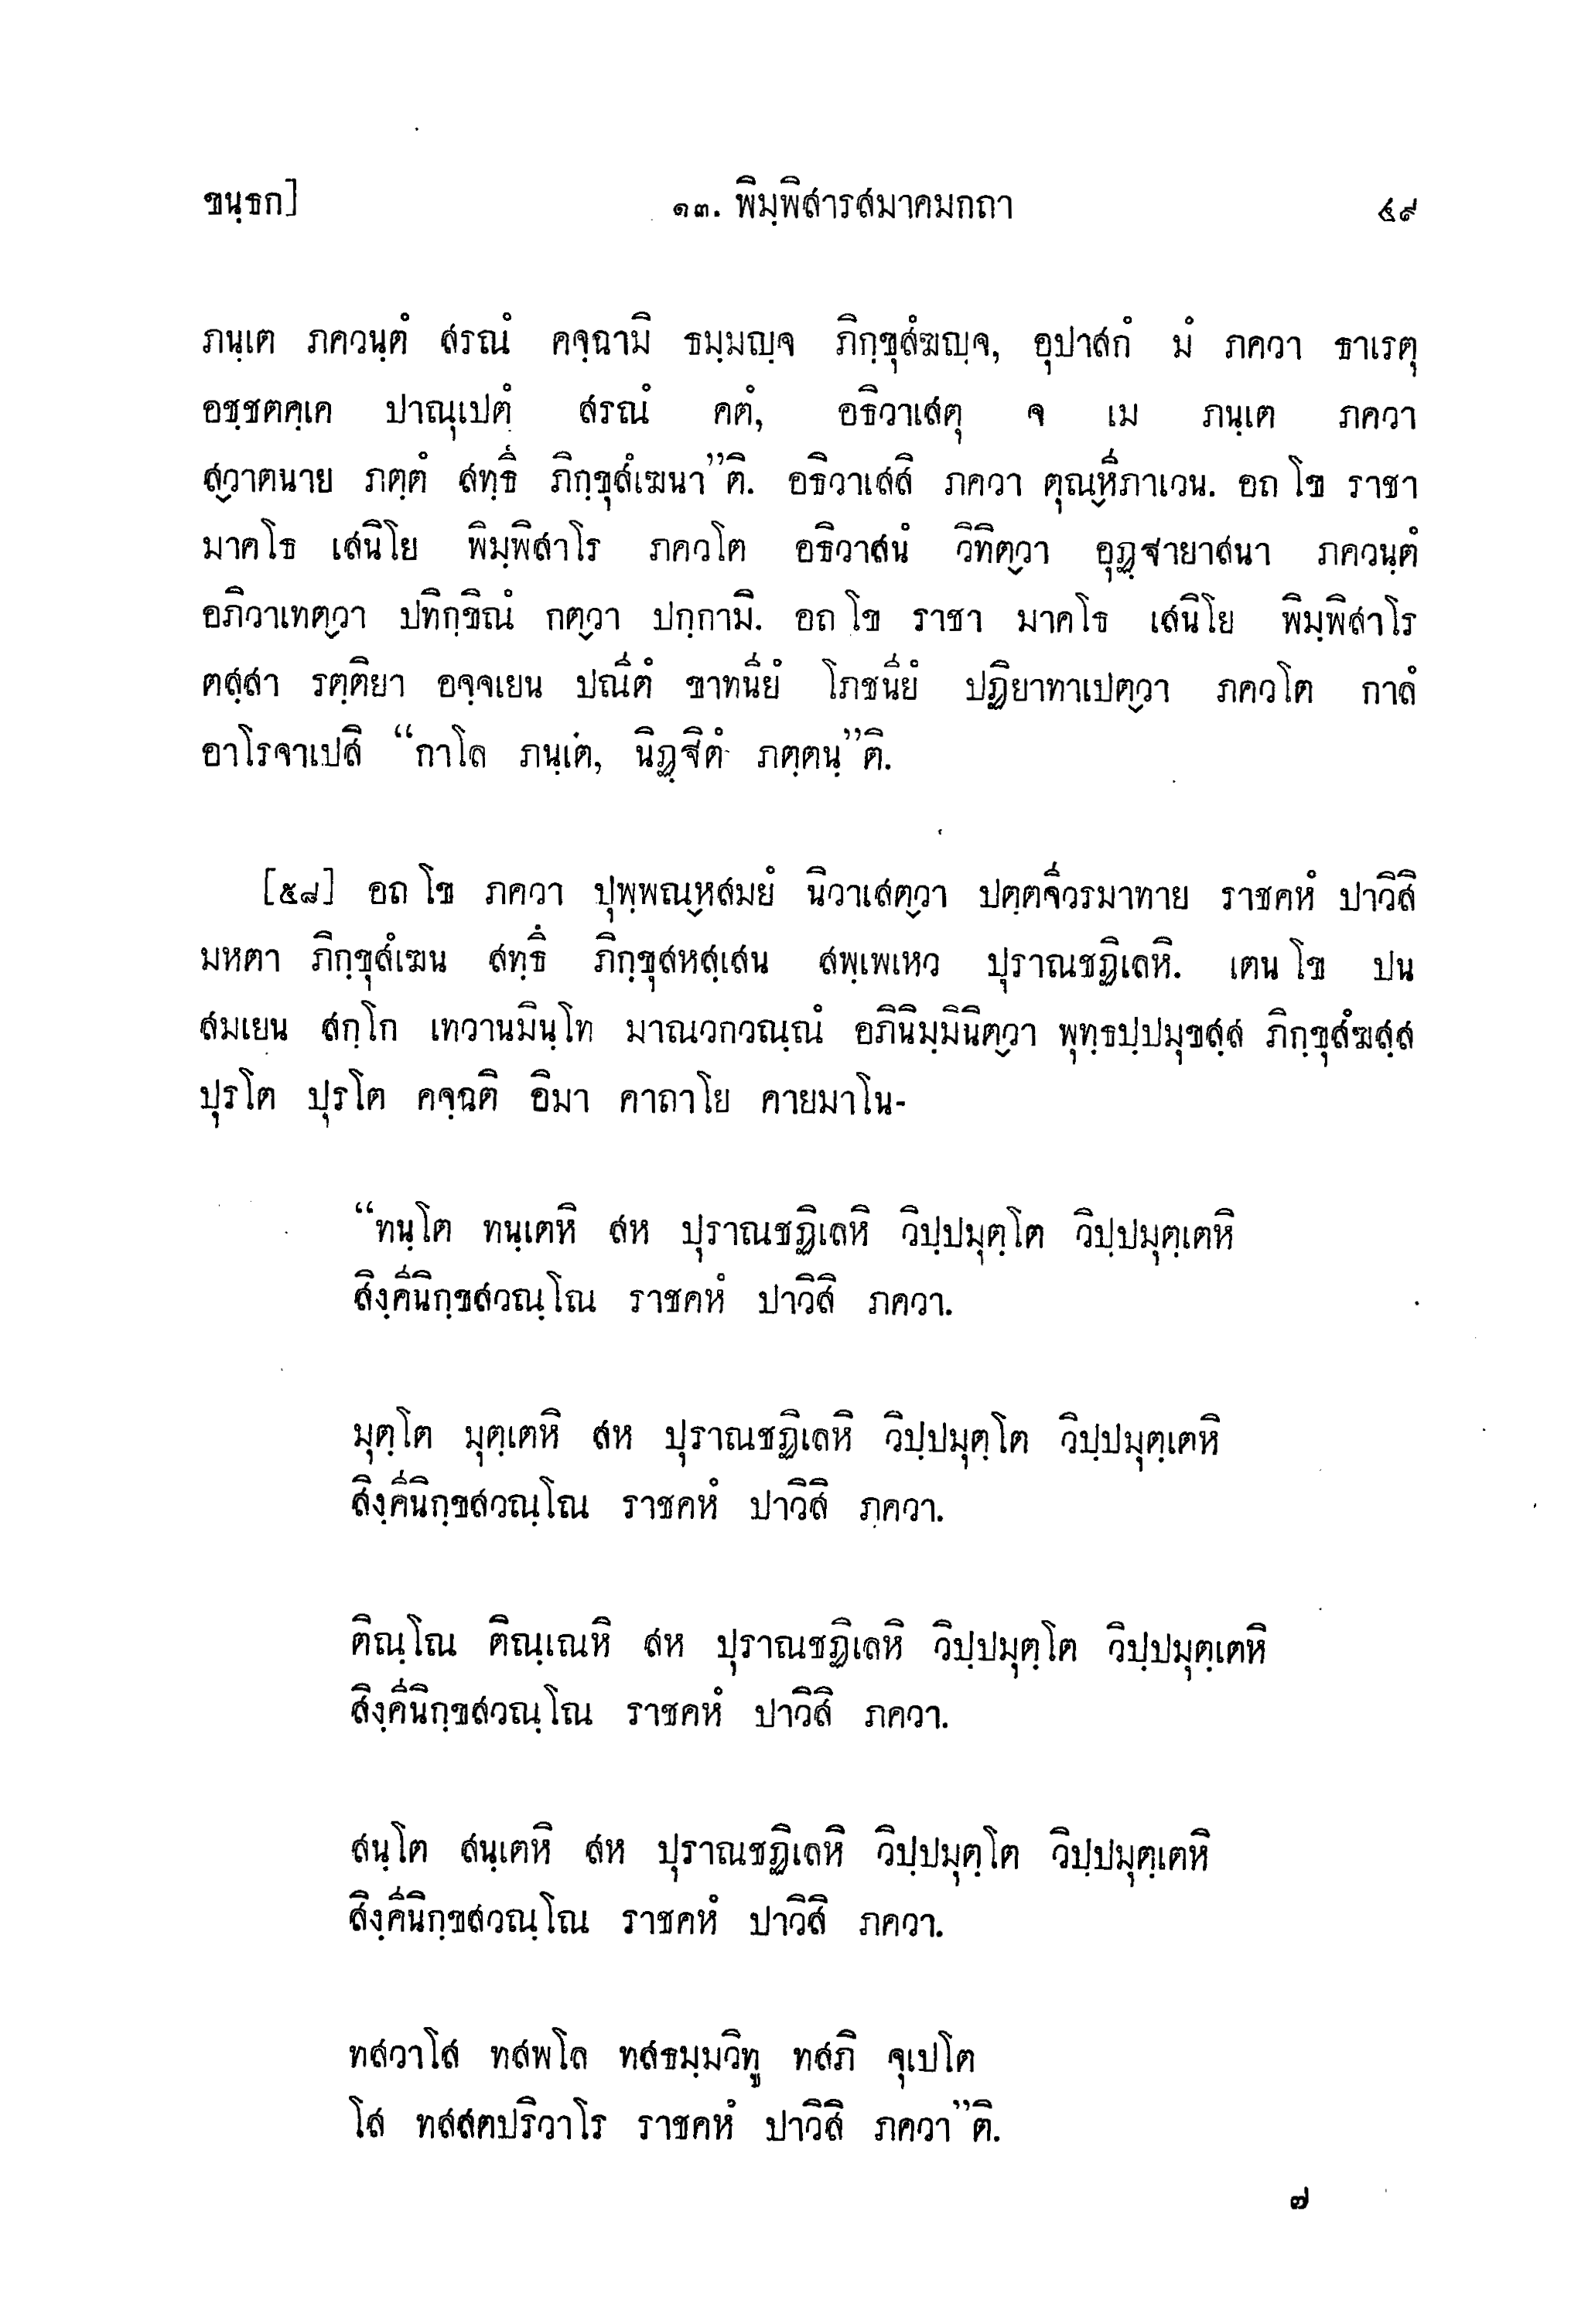 ขนฺธก]
๑๓. พิมฺพิสารสมาคมกถา
๔๙
ภนฺเต ภควนฺตํ สรณํ คจฺฉามิ ธมฺมญฺจ ภิกฺขุสํฆญฺจ, อุปาสกํ มํ ภควา ธาเรตุ
อชฺชตคฺเค ปาณุเปตํ สรณํ คตํ, อธิวาเสตุ จ เม ภนฺเต ภควา
สฺวาตนาย ภตฺตํ สทฺธึ ภิกฺขุสํเฆนา”ติ. อธิวาเสสิ ภควา ตุณฺหีภาเวน. อถ โข ราชา
มาคโธ เสนิโย พิมฺพิสาโร ภควโต อธิวาสนํ วิทิตฺวา อุฏฺฐายาสนา ภควนฺตํ
อภิวาเทตฺวา ปทิกฺขิณํ กตฺวา ปกฺกามิ. อถ โข ราชา มาคโธ เสนิโย พิมฺพิสาโร
ตสฺสา รตฺติยา อจฺจเยน ปณีตํ ขาทนียํ โภชนียํ ปฏิยาทาเปตฺวา ภควโต กาลํ
อาโรจาเปสิ “กาโล ภนฺเต, นิฏฺฐิตํ ภตฺตนฺ”ติ.
[๕๘] อถ โข ภควา ปุพฺพณฺหสมยํ นิวาเสตฺวา ปตฺตจีวรมาทาย ราชคหํ ปาวิสิ
มหตา ภิกฺขุสํเฆน สทฺธึ ภิกฺขุสหสฺเสน สพฺเพเหว ปุราณชฏิเลหิ. เตน โข ปน
สมเยน สกฺโก เทวานมินฺโท มาณวกวณฺณํ อภินิมฺมินิตฺวา พุทฺธปฺปมุขสฺส ภิกฺขุสํฆสฺส
ปุรโต ปุรโต คจฺฉติ อิมา คาถาโย คายมาโน-
“ทนฺโต ทนฺเตหิ สห ปุราณชฏิเลหิ วิปฺปมุตฺโต วิปฺปมุตฺเตหิ
สิงฺคีนิกฺขสวณฺโณ ราชคหํ ปาวิสิ ภควา.
มุตฺโต มุตฺเตหิ สห ปุราณชฏิเลหิ วิปฺปมุตฺโต วิปฺปมุตฺเตหิ
สิงฺคีนิกฺขสวณฺโณ ราชคหํ ปาวิสิ ภควา.
ติณฺโณ ติณฺเณหิ สห ปุราณชฏิเลหิ วิปฺปมุตฺโต วิปฺปมุตฺเตหิ
สิงฺคีนิกฺขสวณฺโณ ราชคหํ ปาวิสิ ภควา.
สนฺโต สนฺเตหิ สห ปุราณชฏิเลหิ วิปฺปมุตฺโต วิปฺปมุตฺเตหิ
สิงฺคีนิกฺขสวณฺโณ ราชคหํ ปาวิสิ ภควา.
ทสวาโส ทสพโล ทสธมฺมวิทู ทสภิ จุเปโต
โส ทสสตปริวาโร ราชคหํ ปาวิสิ ภควา”ติ.
๗